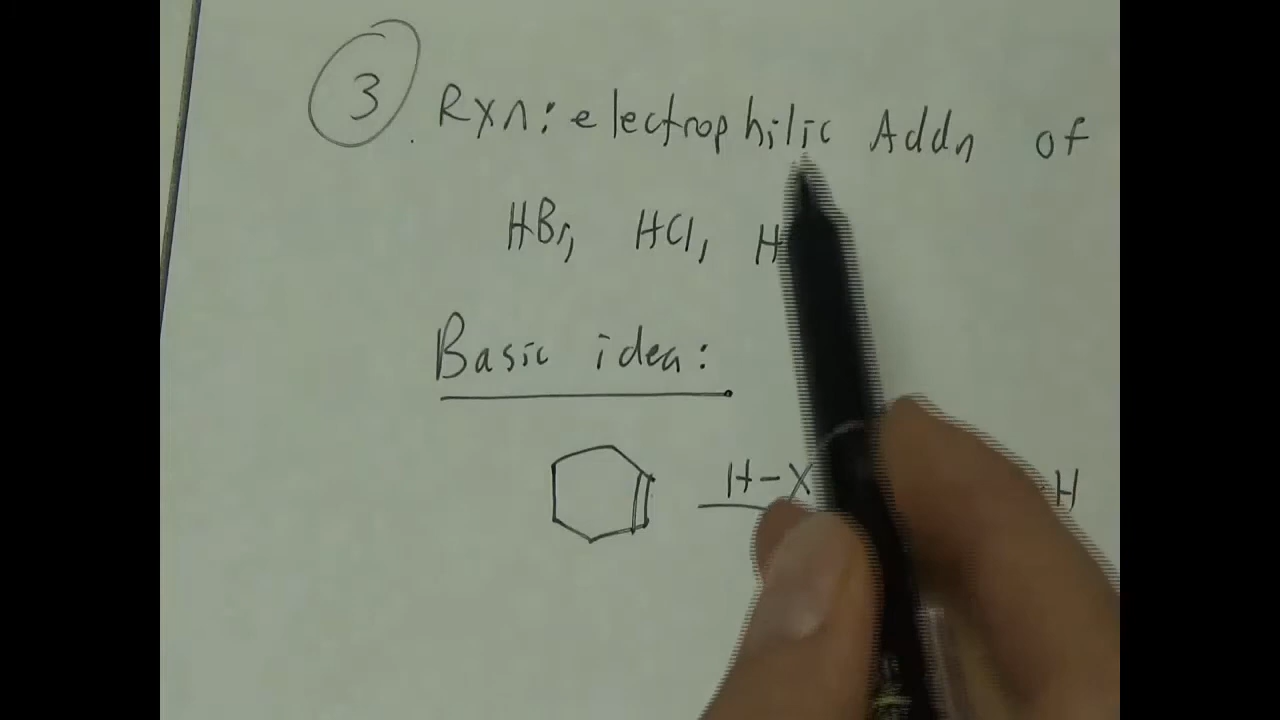 3 Rxn: electrophilic Addn of
HBr, HCl, H
Basic idea:
H-X H